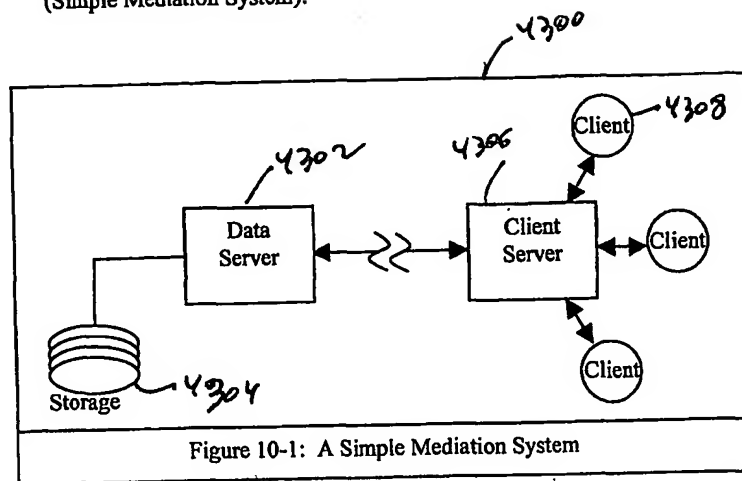 (Simple Mediation System).
4300
4308
Client
4302
4306
Data
Server
Client
Server
Client
Client
4304
Storage
Figure 10-1: A Simple Mediation System